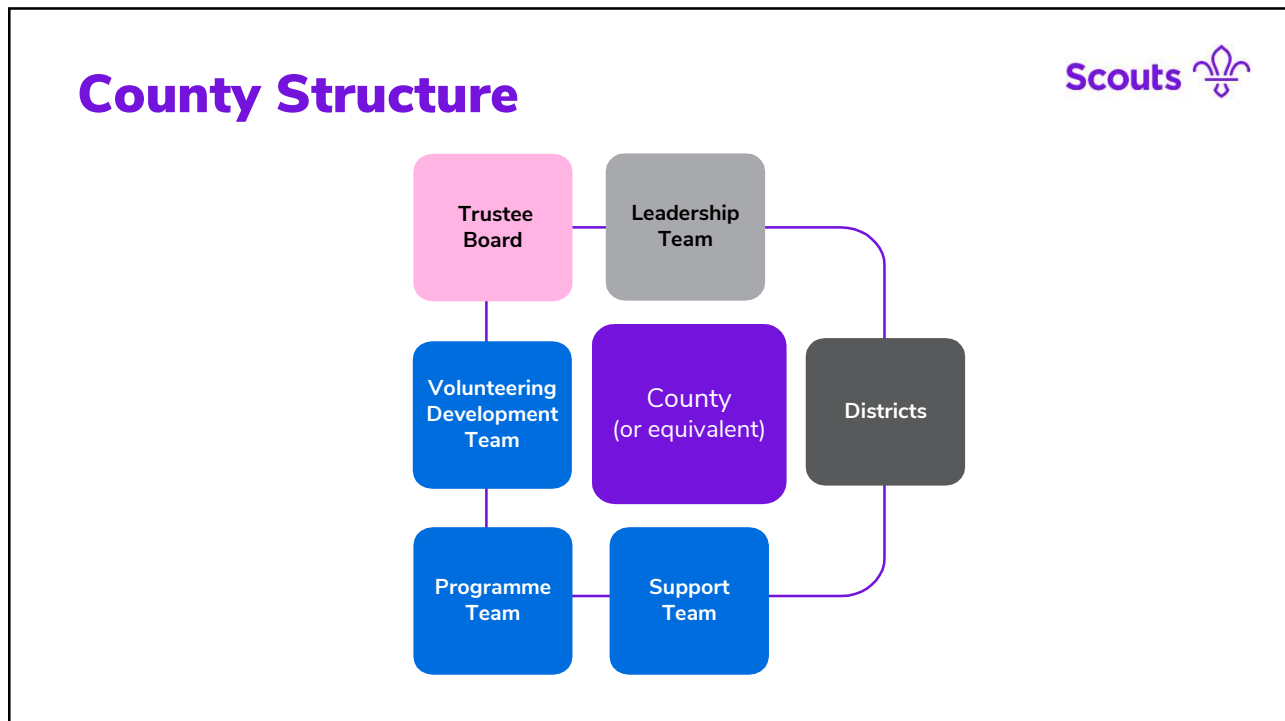 County Structure
Scouts
Trustee
Board
Leadership
Team
Volunteering
Development
Team
County
(or equivalent)
Districts
Programme
Team
Support
Team